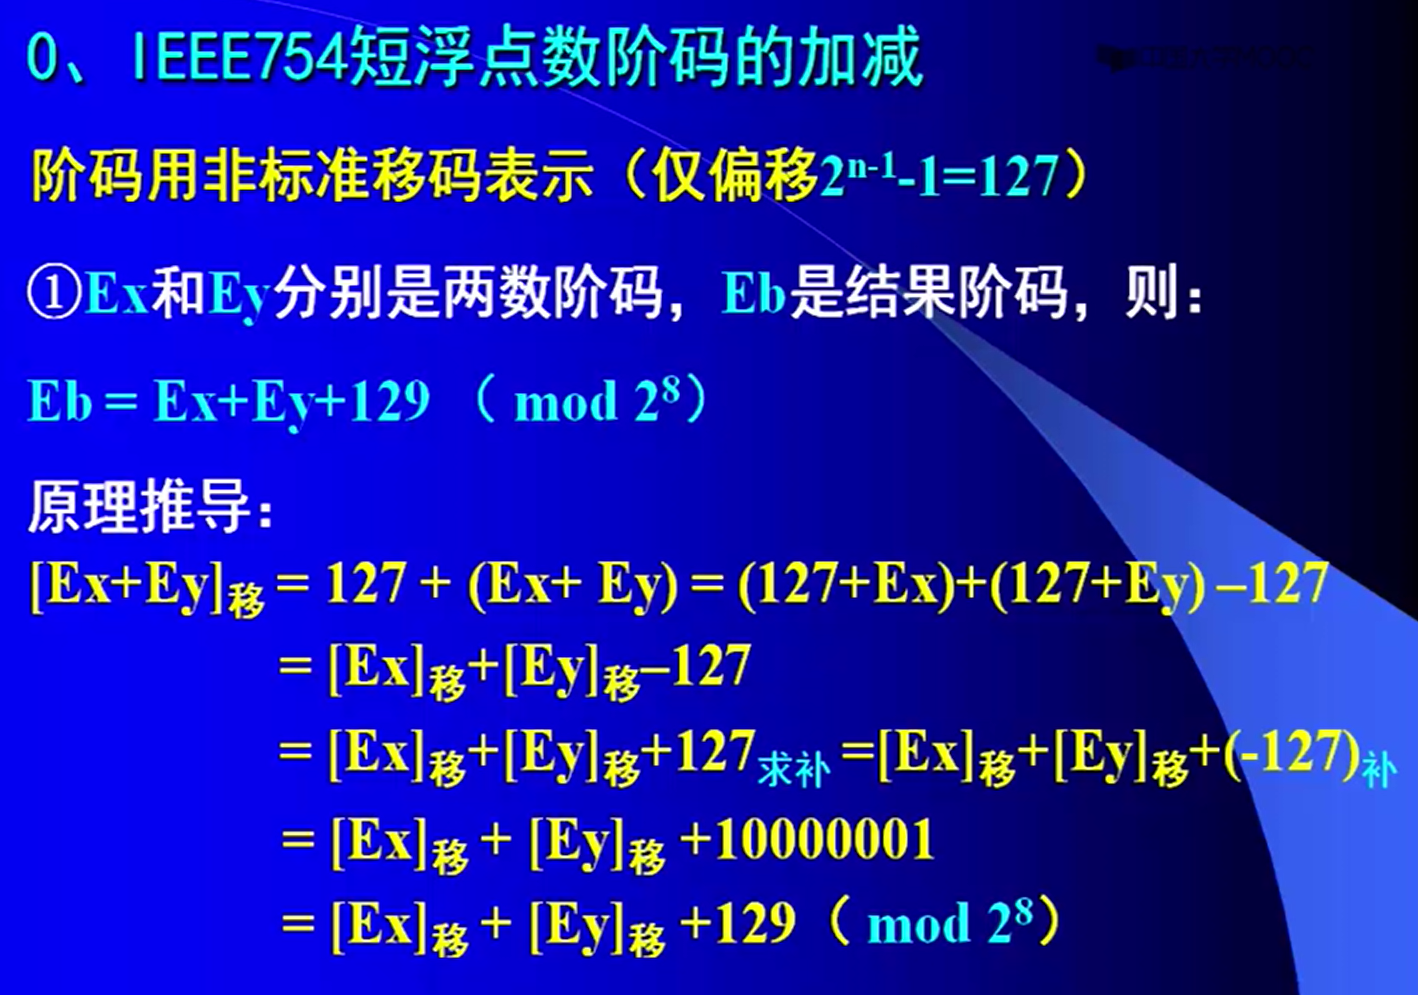 0、IEEE754短浮点数阶码的加减
阶码用非标准移码表示（仅偏移2ⁿ⁻¹-1=127）
①Ex和Ey分别是两数阶码，Eb是结果阶码，则：
Eb = Ex+Ey+129 （ mod 2⁸）
原理推导：
[Ex+Ey]移 = 127 + (Ex+ Ey) = (127+Ex)+(127+Ey) –127
= [Ex]移+[Ey]移–127
= [Ex]移+[Ey]移+127求补 =[Ex]移+[Ey]移+(-127)补
= [Ex]移 + [Ey]移 +10000001
= [Ex]移 + [Ey]移 +129（ mod 2⁸）